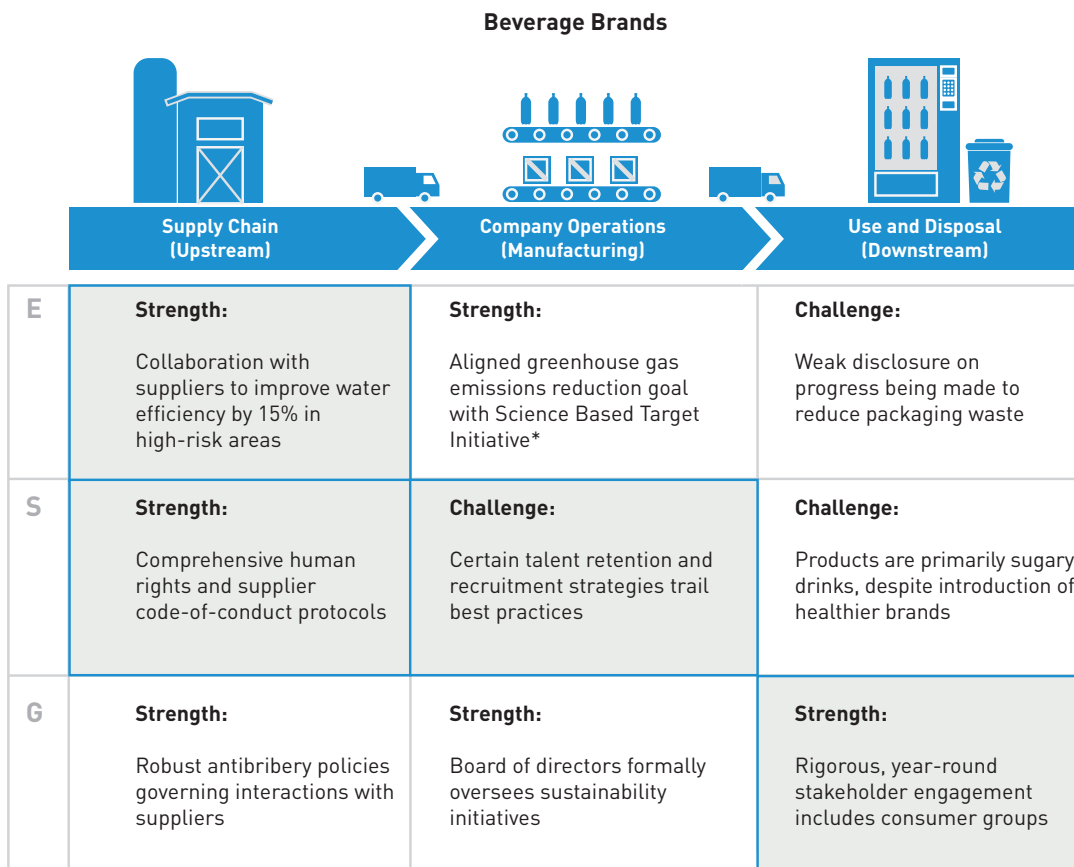 Beverage Brands
Supply Chain
(Upstream)
Company Operations
(Manufacturing)
Use and Disposal
(Downstream)
E
Strength:
Collaboration with
suppliers to improve water
efficiency by 15% in
high-risk areas
Strength:
Aligned greenhouse gas
emissions reduction goal
with Science Based Target
Initiative*
Challenge:
Weak disclosure on
progress being made to
reduce packaging waste
S
Strength:
Comprehensive human
rights and supplier
code-of-conduct protocols
Challenge:
Certain talent retention and
recruitment strategies trail
best practices
Challenge:
Products are primarily sugary
drinks, despite introduction of
healthier brands
G
Strength:
Robust antibribery policies
governing interactions with
suppliers
Strength:
Board of directors formally
oversees sustainability
initiatives
Strength:
Rigorous, year-round
stakeholder engagement
includes consumer groups